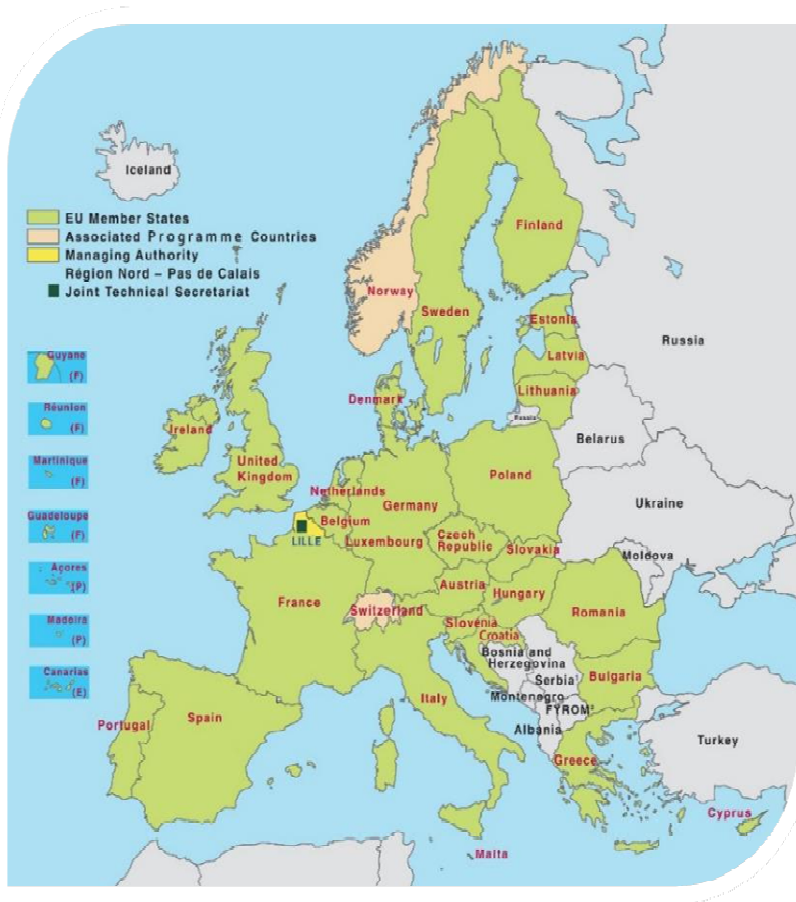 Iceland
EU Member States
Associated Programme Countries
Managing Authority
Région Nord – Pas de Calais
Joint Technical Secretariat
Finland
Norway
Sweden
Estonia
Russia
Latvia
Lithuania
Russia
Denmark
Belarus
Guyane
(F)
Réunion
(F)
Martinique
(F)
Guadeloupe
(F)
Açores
(P)
Madeira
(P)
Canarias
(E)
Ireland
United
Kingdom
Netherlands
Poland
Germany
Ukraine
Belgium
LILLE
Luxembourg
Czech
Republic
Slovakia
Moldova
Austria
Hungary
France
Switzerland
Romania
Slovenia
Croatia
Bosnia and
Herzegovina
Serbia
Bulgaria
Montenegro
FYROM
Albania
Italy
Portugal
Spain
Greece
Turkey
Cyprus
Malta